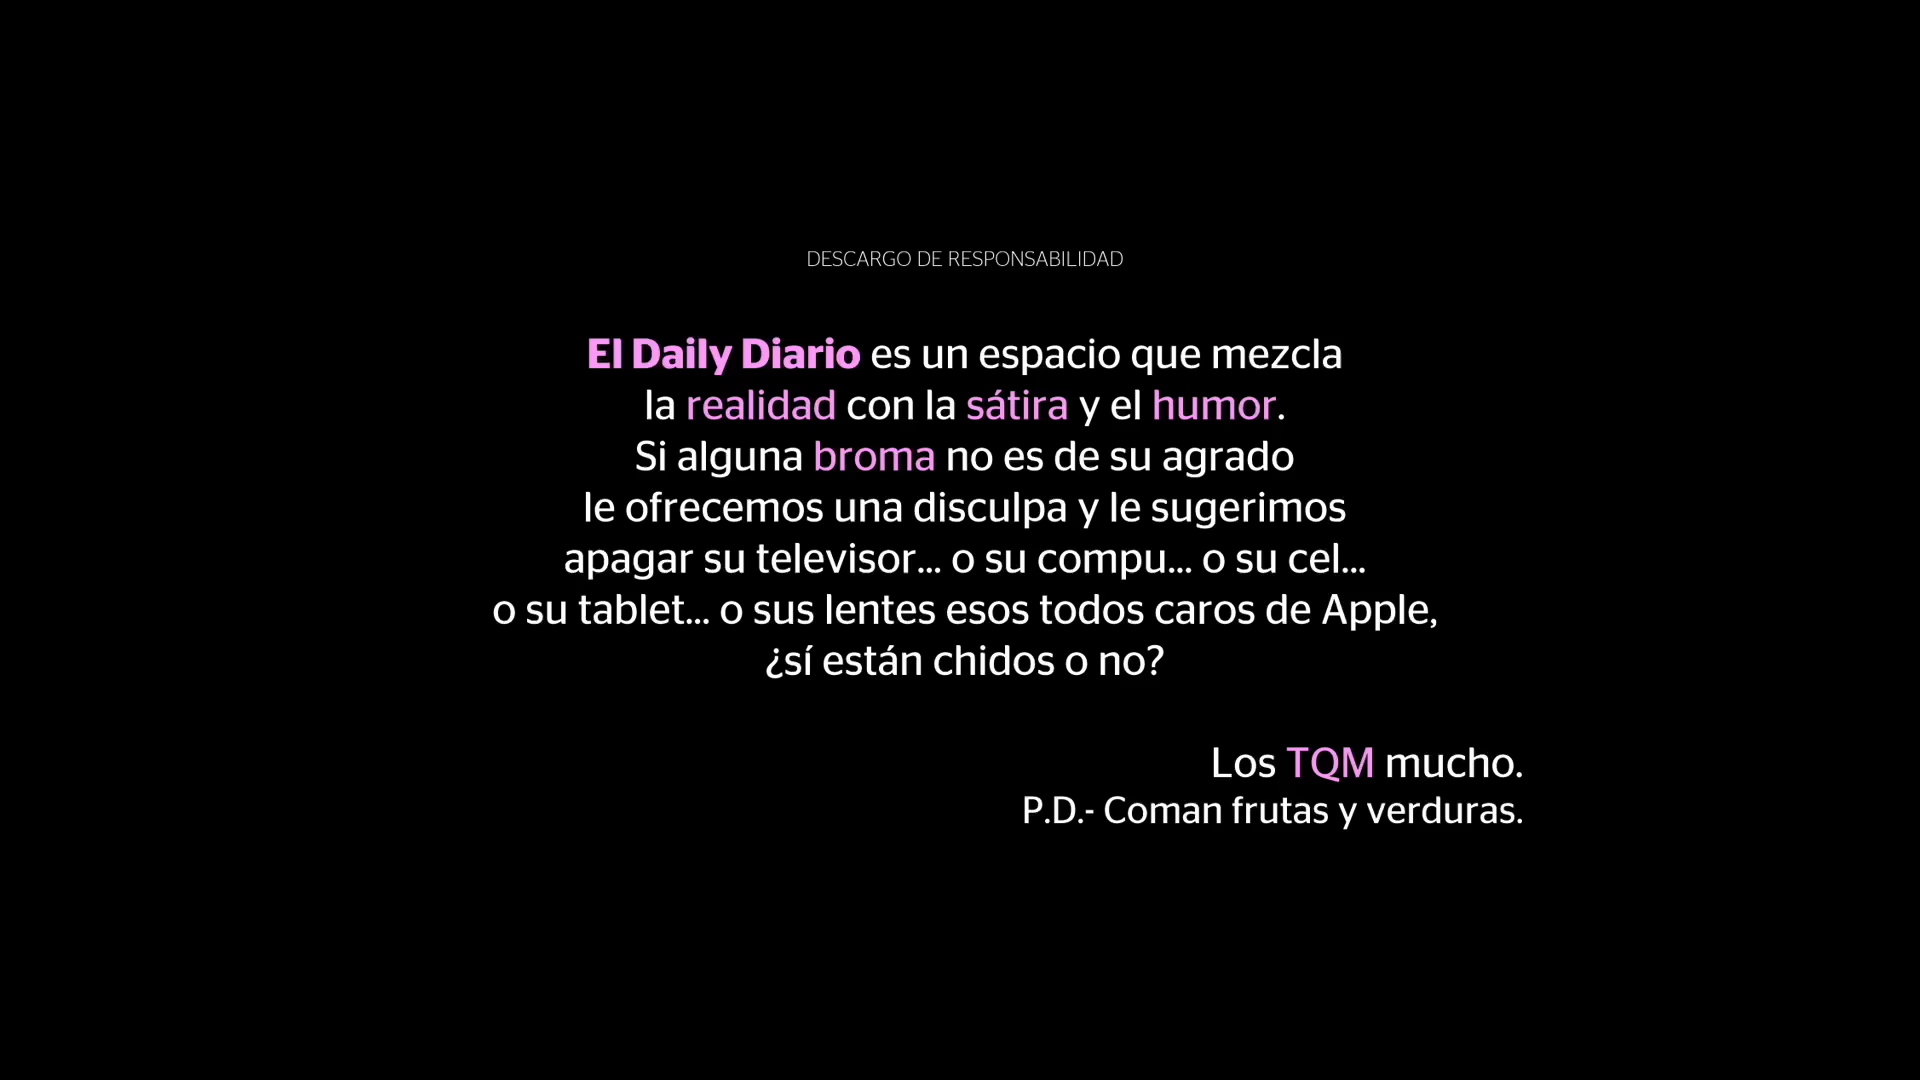 DESCARGO DE RESPONSABILIDAD
El Daily Diario es un espacio que mezcla
la realidad con la sátira y el humor.
Si alguna broma no es de su agrado
le ofrecemos una disculpa y le sugerimos
apagar su televisor... o su compu... o su cel...
o su tablet... o sus lentes esos todos caros de Apple,
¿sí están chidos o no?
Los TQM mucho.
P.D.- Coman frutas y verduras.